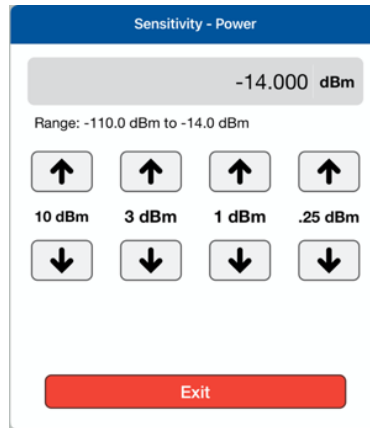 Sensitivity - Power
-14.000 dBm
Range: -110.0 dBm to -14.0 dBm
10 dBm 3 dBm 1 dBm .25 dBm
Exit